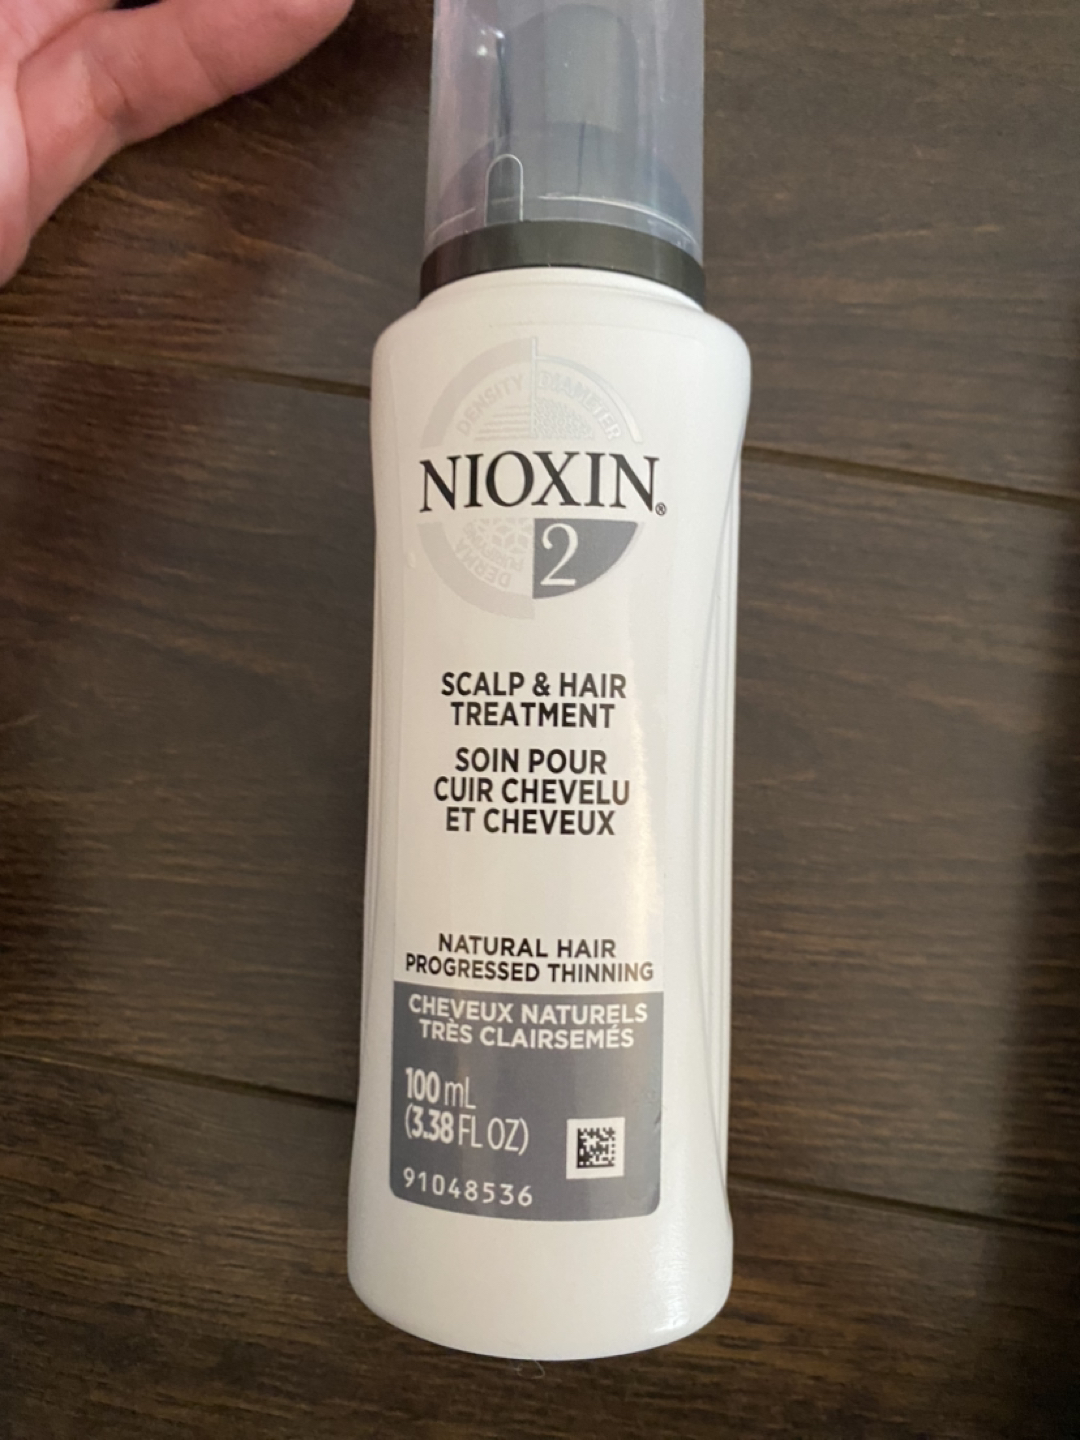 DENSITY DIAMETER
NIOXIN®
DERMA
2
SCALP & HAIR
TREATMENT
SOIN POUR
CUIR CHEVELU
ET CHEVEUX
NATURAL HAIR
PROGRESSED THINNING
CHEVEUX NATURELS
TRÈS CLAIRSEMÉS
100 mL
(3.38 FL OZ)
91048536